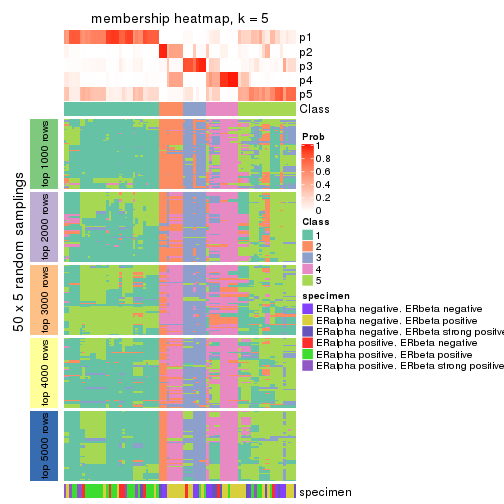 membership heatmap, k = 5
p1
p2
p3
p4
p5
Class
50 x 5 random samplings
top 1000 rows
top 2000 rows
top 3000 rows
top 4000 rows
top 5000 rows
specimen
Prob
1
0.8
0.6
0.4
0.2
0
Class
1
2
3
4
5
specimen
ERalpha negative. ERbeta negative
ERalpha negative. ERbeta positive
ERalpha negative. ERbeta strong positive
ERalpha positive. ERbeta negative
ERalpha positive. ERbeta positive
ERalpha positive. ERbeta strong positive